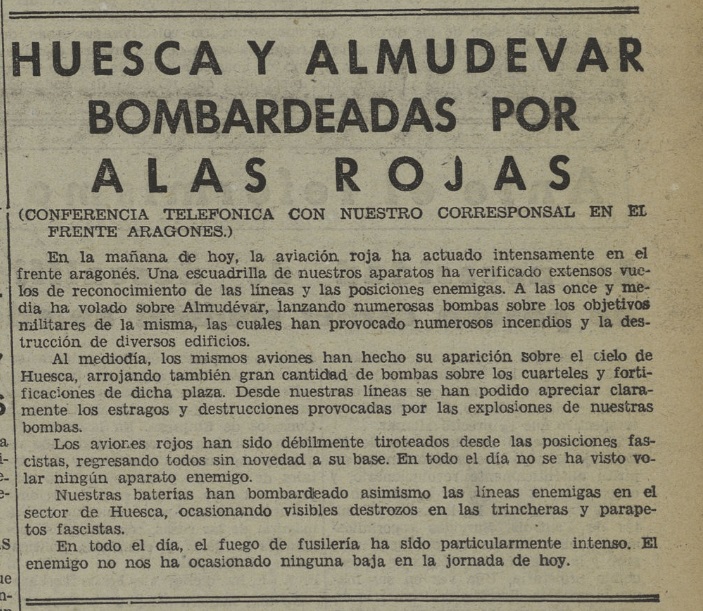 HUESCA Y ALMUDEVAR
BOMBARDEADAS POR
ALAS ROJAS
(CONFERENCIA TELEFONICA CON NUESTRO CORRESPONSAL EN EL
FRENTE ARAGONES.)
En la mañana de hoy, la aviación roja ha actuado intensamente en el
frente aragonés. Una escuadrilla de nuestros aparatos ha verificado extensos vue-
los de reconocimiento de las líneas y las posiciones enemigas. A las once y me-
dia ha volado sobre Almudévar, lanzando numerosas bombas sobre los objetivos
militares de la misma, las cuales han provocado numerosos incendios y la des-
trucción de diversos edificios.
Al mediodía, los mismos aviones han hecho su aparición sobre el cielo de
Huesca, arrojando también gran cantidad de bombas sobre los cuarteles y forti-
ficaciones de dicha plaza. Desde nuestras líneas se han podido apreciar clara-
mente los estragos y destrucciones provocadas por las explosiones de nuestras
bombas.
Los aviones rojos han sido débilmente tiroteados desde las posiciones fas-
cistas, regresando todos sin novedad a su base. En todo el día no se ha visto vo-
lar ningún aparato enemigo.
Nuestras baterías han bombardeado asimismo las líneas enemigas en el
sector de Huesca, ocasionando visibles destrozos en las trincheras y parape-
tos fascistas.
En todo el día, el fuego de fusilería ha sido particularmente intenso. El
enemigo no nos ha ocasionado ninguna baja en la jornada de hoy.